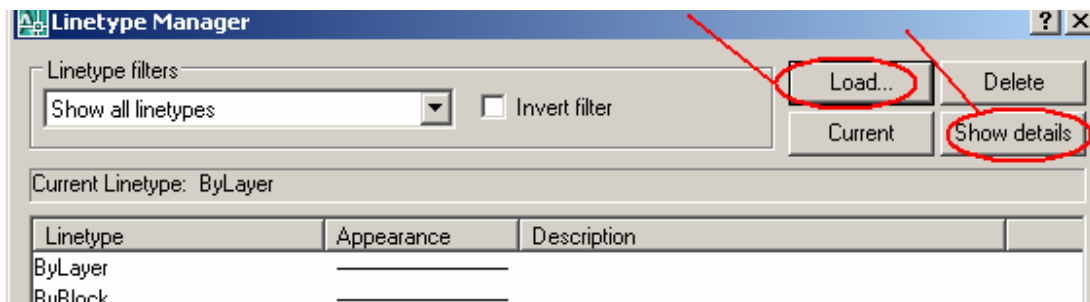 Linetype Manager
Linetype filters
Show all linetypes
Invert filter
Load...
Delete
Current
Show details
Current Linetype: ByLayer
Linetype Appearance Description
ByLayer
ByBlock